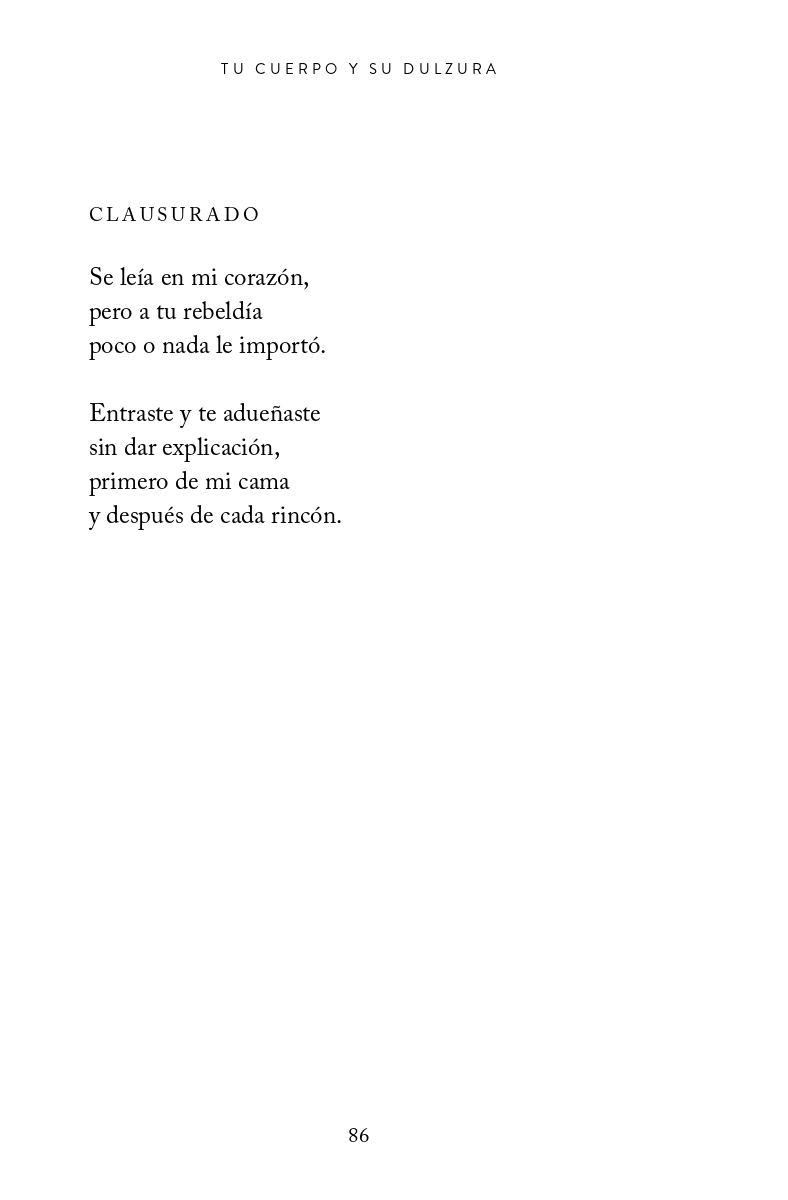 TU CUERPO Y SU DULZURA
CLAUSURADO
Se leía en mi corazón,
pero a tu rebeldía
poco o nada le importó.
Entraste y te adueñaste
sin dar explicación,
primero de mi cama
y después de cada rincón.
86